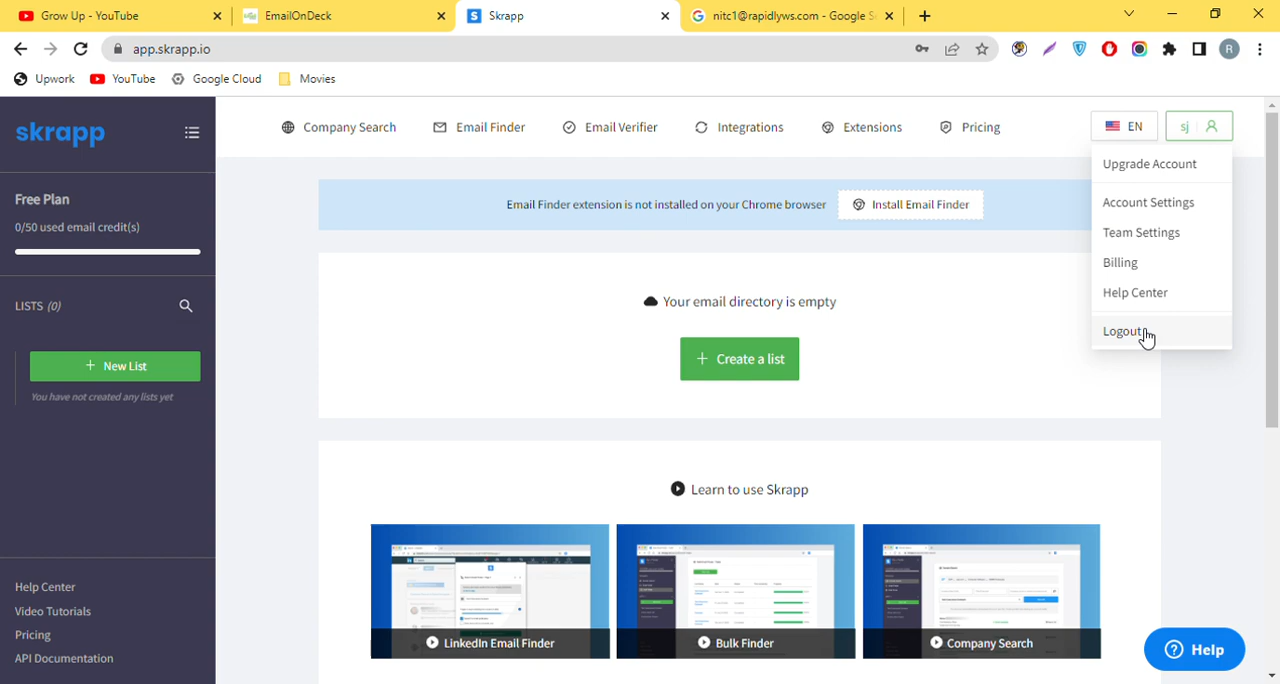 Grow Up - YouTube
EmailOnDeck
Skrapp
nitc1@rapidlyws.com - Google S
app.skrapp.io
R
Upwork
YouTube
Google Cloud
Movies
skrapp
Company Search
Email Finder
Email Verifier
Integrations
Extensions
Pricing
EN
sj
Free Plan
0/50 used email credit(s)
LISTS (0)
+ New List
You have not created any lists yet
Help Center
Video Tutorials
Pricing
API Documentation
Email Finder extension is not installed on your Chrome browser
Install Email Finder
Your email directory is empty
+ Create a list
Learn to use Skrapp
LinkedIn Email Finder
Bulk Finder
Company Search
Upgrade Account
Account Settings
Team Settings
Billing
Help Center
Logout
Help